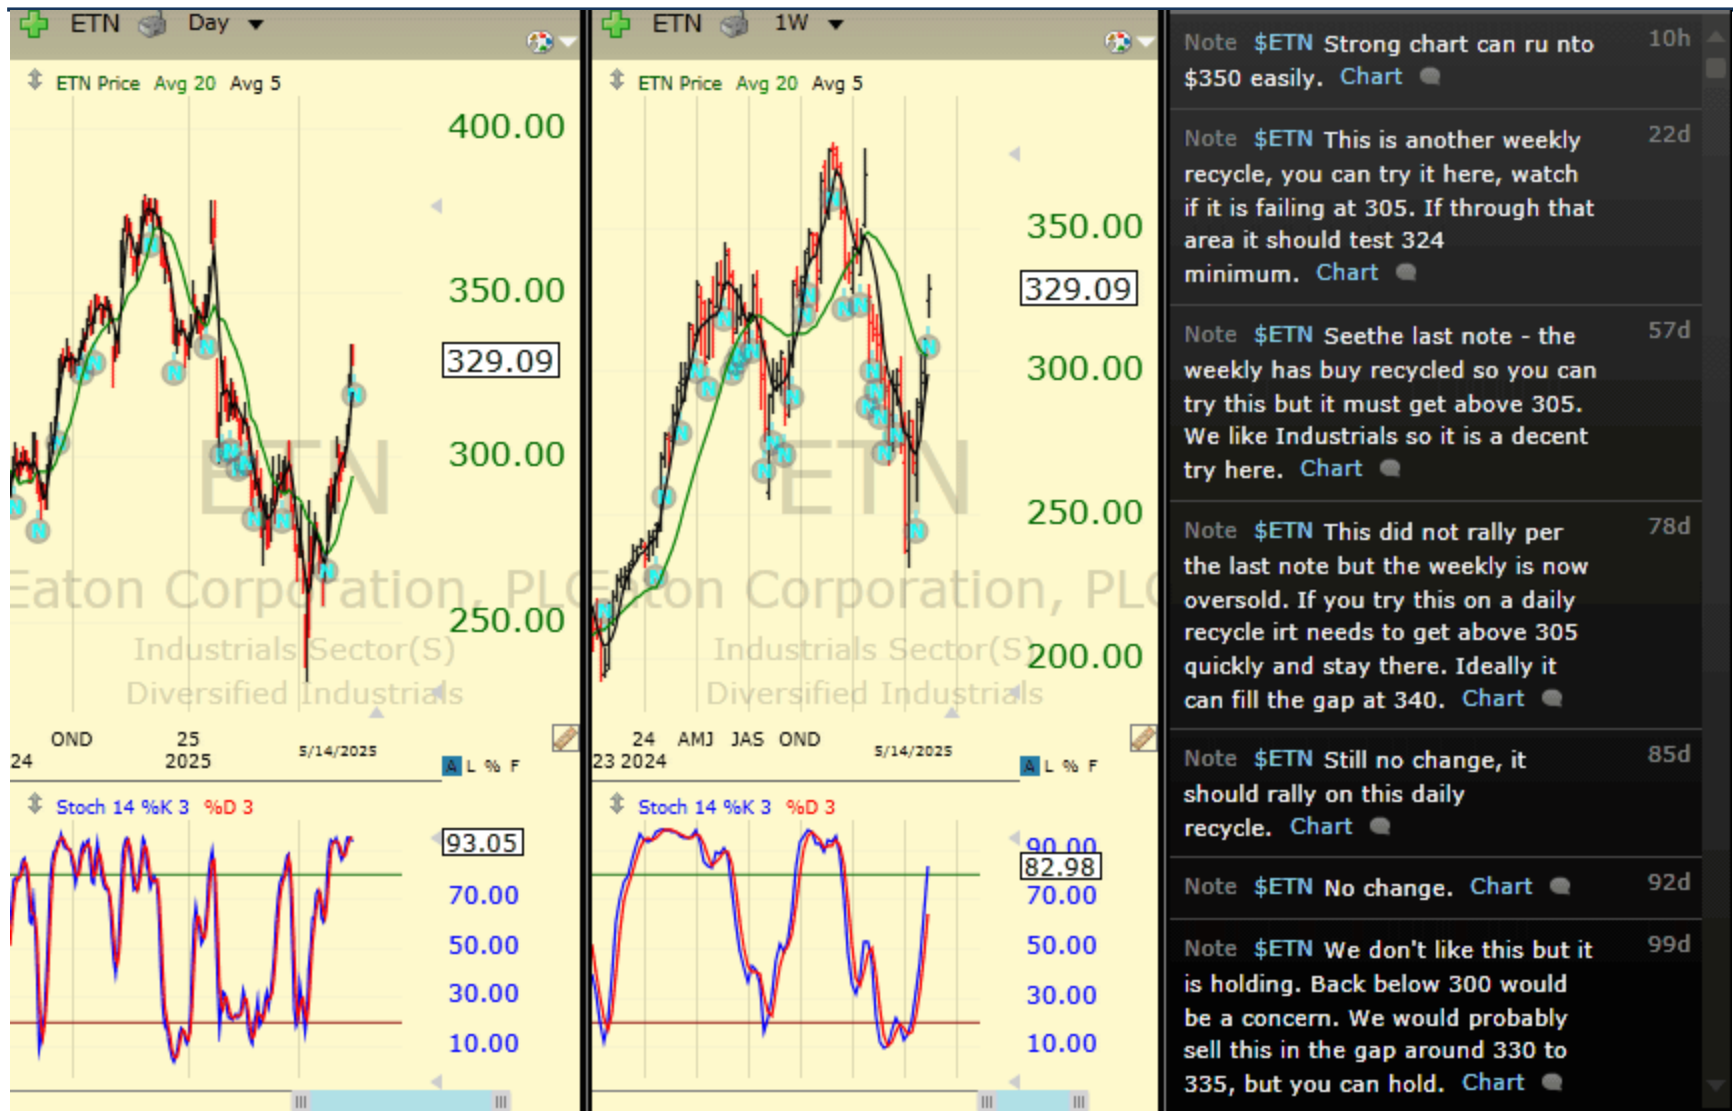 ETN Day
ETN Price Avg 20 Avg 5
400.00
350.00
329.09
300.00
250.00
ETN
Eaton Corporation, PLC
Industrials Sector(S)
Diversified Industrials
OND 25 5/14/2025
24 2025
A L % F
Stoch 14 %K 3 %D 3
93.05
70.00
50.00
30.00
10.00
ETN 1W
ETN Price Avg 20 Avg 5
350.00
329.09
300.00
250.00
200.00
ETN
Eaton Corporation, PLC
Industrials Sector(S)
Diversified Industrials
24 AMJ JAS OND 5/14/2025
23 2024
A L % F
Stoch 14 %K 3 %D 3
90.00
82.98
70.00
50.00
30.00
10.00
Note $ETN Strong chart can ru nto 10h
$350 easily. Chart
Note $ETN This is another weekly 22d
recycle, you can try it here, watch
if it is failing at 305. If through that
area it should test 324
minimum. Chart
Note $ETN Seethe last note - the 57d
weekly has buy recycled so you can
try this but it must get above 305.
We like Industrials so it is a decent
try here. Chart
Note $ETN This did not rally per 78d
the last note but the weekly is now
oversold. If you try this on a daily
recycle irt needs to get above 305
quickly and stay there. Ideally it
can fill the gap at 340. Chart
Note $ETN Still no change, it 85d
should rally on this daily
recycle. Chart
Note $ETN No change. Chart 92d
Note $ETN We don't like this but it 99d
is holding. Back below 300 would
be a concern. We would probably
sell this in the gap around 330 to
335, but you can hold. Chart